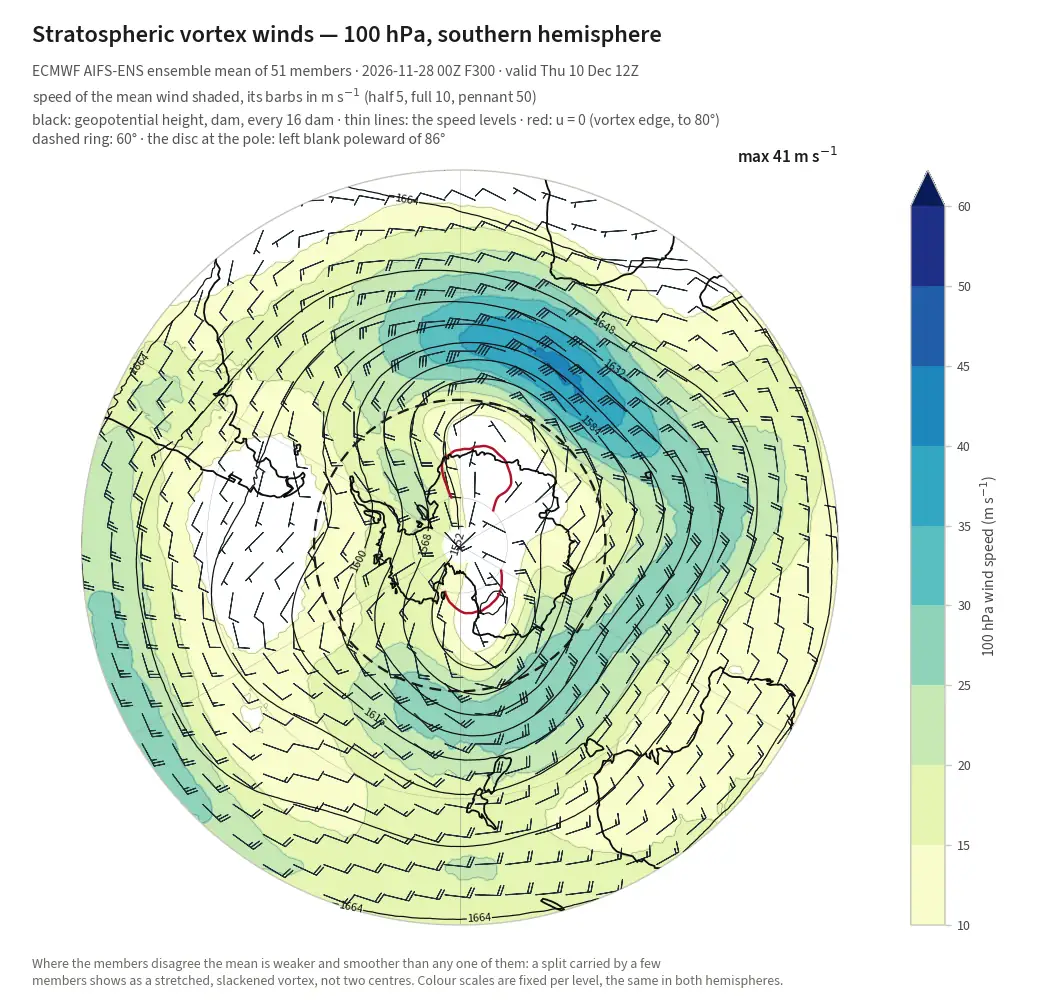 Stratospheric vortex winds — 100 hPa, southern hemisphere
ECMWF AIFS-ENS ensemble mean of 51 members · 2026-11-28 00Z F300 · valid Thu 10 Dec 12Z
speed of the mean wind shaded, its barbs in m s⁻¹ (half 5, full 10, pennant 50)
black: geopotential height, dam, every 16 dam · thin lines: the speed levels · red: u = 0 (vortex edge, to 80°)
dashed ring: 60° · the disc at the pole: left blank poleward of 86°
max 41 m s⁻¹
1664
1648
1632
1664
1584
1568
1552
1600
1616
1664
1664
60
50
45
40
35
30
25
20
15
10
100 hPa wind speed (m s⁻¹)
Where the members disagree the mean is weaker and smoother than any one of them: a split carried by a few
members shows as a stretched, slackened vortex, not two centres. Colour scales are fixed per level, the same in both hemispheres.